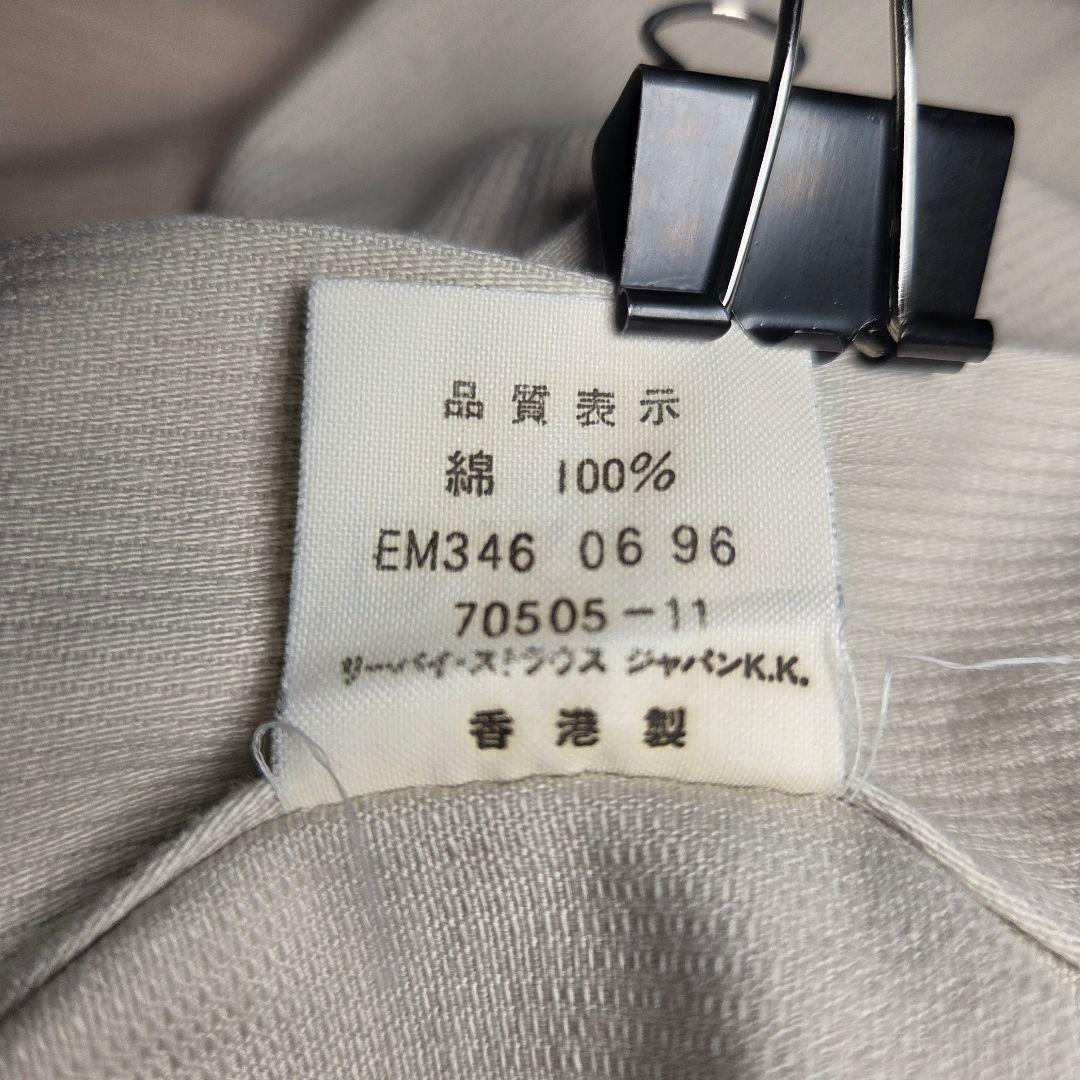 品質表示
綿 100%
EM346 06 96
70505-11
リーバイ・ストラウス ジャパンK.K.
香港製